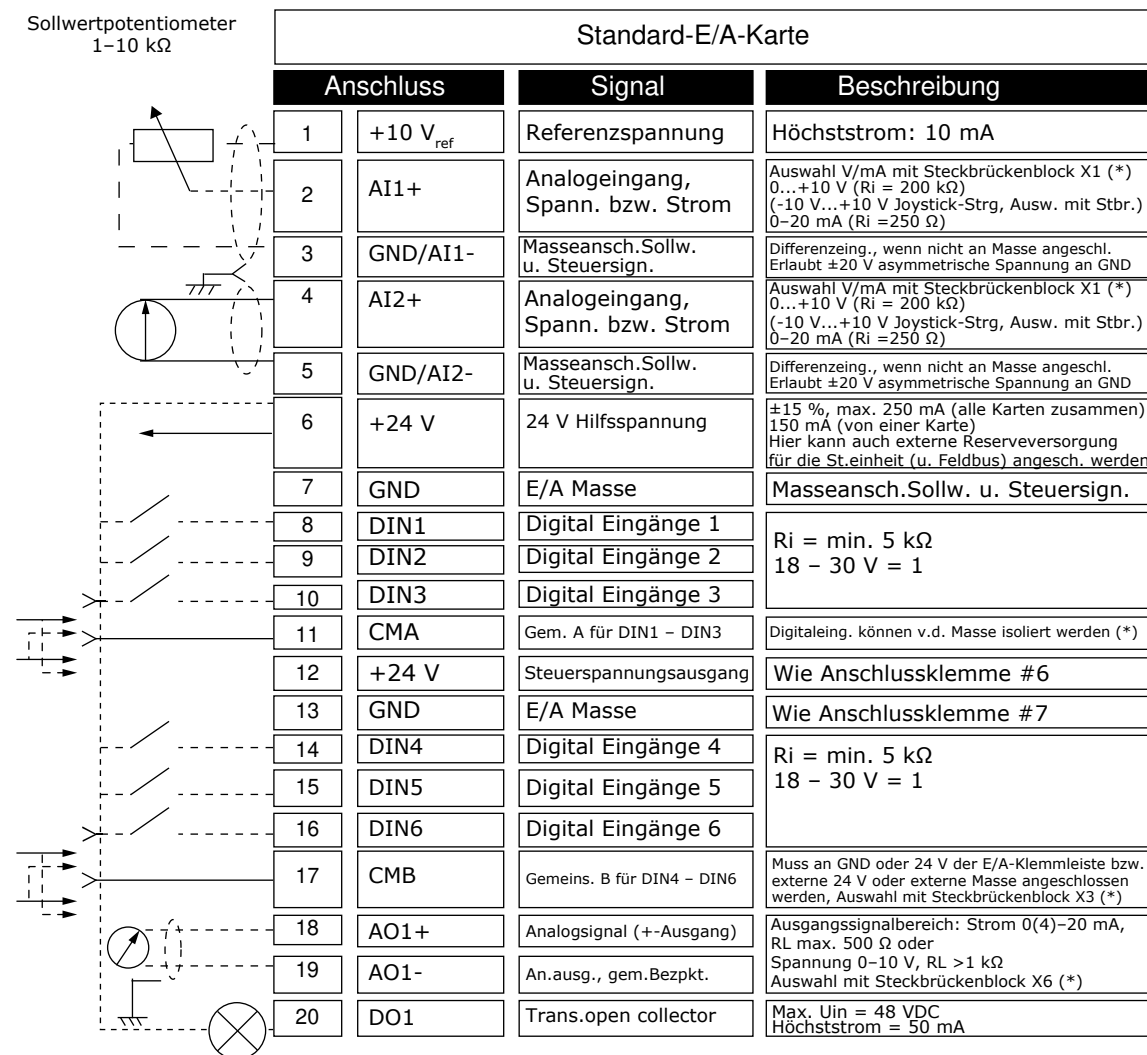 Sollwertpotentiometer
1–10 kΩ
Standard-E/A-Karte
Anschluss Signal Beschreibung
1 +10 Vref Referenzspannung Höchststrom: 10 mA
2 AI1+ Analogeingang,
Spann. bzw. Strom
Auswahl V/mA mit Steckbrückenblock X1 (*)
0...+10 V (Ri = 200 kΩ)
(-10 V...+10 V Joystick-Strg, Ausw. mit Stbr.)
0–20 mA (Ri =250 Ω)
3 GND/AI1- Masseansch.Sollw.
u. Steuersign.
Differenzeing., wenn nicht an Masse angeschl.
Erlaubt ±20 V asymmetrische Spannung an GND
4 AI2+ Analogeingang,
Spann. bzw. Strom
Auswahl V/mA mit Steckbrückenblock X1 (*)
0...+10 V (Ri = 200 kΩ)
(-10 V...+10 V Joystick-Strg, Ausw. mit Stbr.)
0–20 mA (Ri =250 Ω)
5 GND/AI2- Masseansch.Sollw.
u. Steuersign.
Differenzeing., wenn nicht an Masse angeschl.
Erlaubt ±20 V asymmetrische Spannung an GND
6 +24 V 24 V Hilfsspannung
±15 %, max. 250 mA (alle Karten zusammen)
150 mA (von einer Karte)
Hier kann auch externe Reserveversorgung
für die St.einheit (u. Feldbus) angesch. werden
7 GND E/A Masse Masseansch.Sollw. u. Steuersign.
8 DIN1 Digital Eingänge 1
9 DIN2 Digital Eingänge 2
10 DIN3 Digital Eingänge 3
Ri = min. 5 kΩ
18 – 30 V = 1
11 CMA Gem. A für DIN1 – DIN3 Digitaleing. können v.d. Masse isoliert werden (*)
12 +24 V Steuerspannungsausgang Wie Anschlussklemme #6
13 GND E/A Masse Wie Anschlussklemme #7
14 DIN4 Digital Eingänge 4
15 DIN5 Digital Eingänge 5
16 DIN6 Digital Eingänge 6
Ri = min. 5 kΩ
18 – 30 V = 1
17 CMB Gemeins. B für DIN4 – DIN6
Muss an GND oder 24 V der E/A-Klemmleiste bzw.
externe 24 V oder externe Masse angeschlossen
werden, Auswahl mit Steckbrückenblock X3 (*)
18 AO1+ Analogsignal (+-Ausgang)
19 AO1- An.ausg., gem.Bezpkt.
Ausgangssignalbereich: Strom 0(4)–20 mA,
RL max. 500 Ω oder
Spannung 0–10 V, RL >1 kΩ
Auswahl mit Steckbrückenblock X6 (*)
20 DO1 Trans.open collector
Max. Uin = 48 VDC
Höchststrom = 50 mA